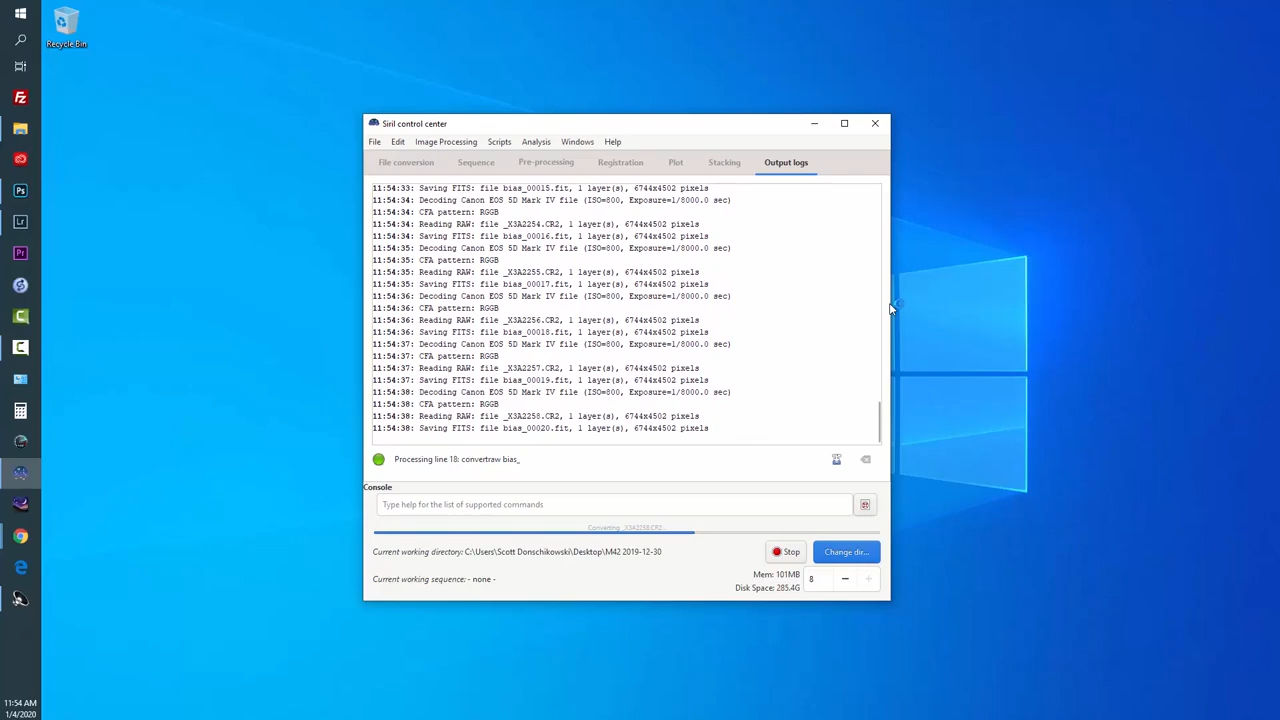 Recycle Bin
Siril control center
File Edit Image Processing Scripts Analysis Windows Help
File conversion Sequence Pre-processing Registration Plot Stacking Output logs
11:54:33: Saving FITS: file bias_00015.fit, 1 layer(s), 6744x4502 pixels
11:54:34: Decoding Canon EOS 5D Mark IV file (ISO=800, Exposure=1/8000.0 sec)
11:54:34: CFA pattern: RGGB
11:54:34: Reading RAW: file _X3A2254.CR2, 1 layer(s), 6744x4502 pixels
11:54:34: Saving FITS: file bias_00016.fit, 1 layer(s), 6744x4502 pixels
11:54:35: Decoding Canon EOS 5D Mark IV file (ISO=800, Exposure=1/8000.0 sec)
11:54:35: CFA pattern: RGGB
11:54:35: Reading RAW: file _X3A2255.CR2, 1 layer(s), 6744x4502 pixels
11:54:35: Saving FITS: file bias_00017.fit, 1 layer(s), 6744x4502 pixels
11:54:36: Decoding Canon EOS 5D Mark IV file (ISO=800, Exposure=1/8000.0 sec)
11:54:36: CFA pattern: RGGB
11:54:36: Reading RAW: file _X3A2256.CR2, 1 layer(s), 6744x4502 pixels
11:54:36: Saving FITS: file bias_00018.fit, 1 layer(s), 6744x4502 pixels
11:54:37: Decoding Canon EOS 5D Mark IV file (ISO=800, Exposure=1/8000.0 sec)
11:54:37: CFA pattern: RGGB
11:54:37: Reading RAW: file _X3A2257.CR2, 1 layer(s), 6744x4502 pixels
11:54:37: Saving FITS: file bias_00019.fit, 1 layer(s), 6744x4502 pixels
11:54:38: Decoding Canon EOS 5D Mark IV file (ISO=800, Exposure=1/8000.0 sec)
11:54:38: CFA pattern: RGGB
11:54:38: Reading RAW: file _X3A2258.CR2, 1 layer(s), 6744x4502 pixels
11:54:38: Saving FITS: file bias_00020.fit, 1 layer(s), 6744x4502 pixels
Processing line 18: convertraw bias_
Console
Type help for the list of supported commands
Converting _X3A2258.CR2...
Current working directory: C:\Users\Scott Donschikowski\Desktop\M42 2019-12-30
Stop
Change dir...
Current working sequence: - none -
Mem: 101MB
Disk Space: 285.4G
8
Fz
Ps
Lr
Pr
11:54 AM
1/4/2020